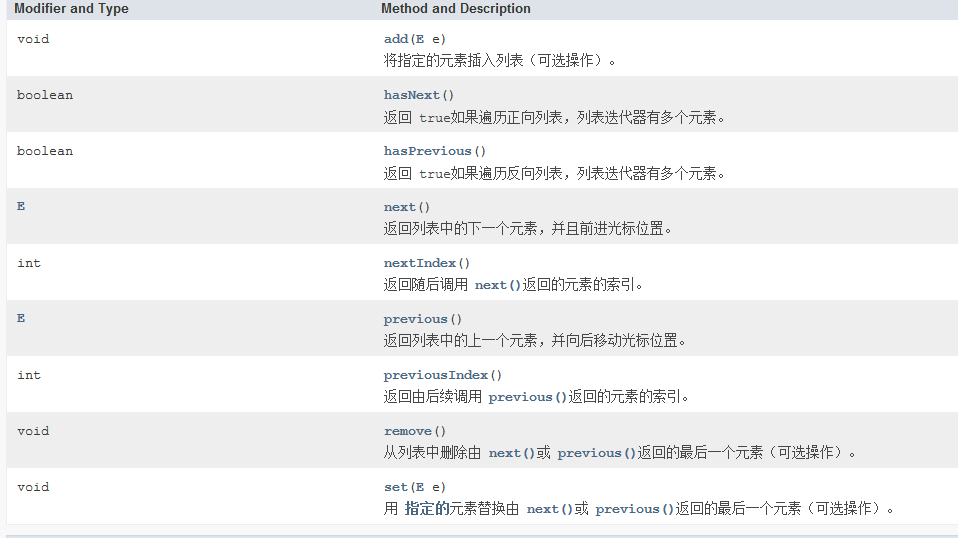 Modifier and Type Method and Description
void add(E e)
将指定的元素插入列表（可选操作）。
boolean hasNext()
返回 true如果遍历正向列表，列表迭代器有多个元素。
boolean hasPrevious()
返回 true如果遍历反向列表，列表迭代器有多个元素。
E next()
返回列表中的下一个元素，并且前进光标位置。
int nextIndex()
返回随后调用 next()返回的元素的索引。
E previous()
返回列表中的上一个元素，并向后移动光标位置。
int previousIndex()
返回由后续调用 previous()返回的元素的索引。
void remove()
从列表中删除由 next()或 previous()返回的最后一个元素（可选操作）。
void set(E e)
用 指定的元素替换由 next()或 previous()返回的最后一个元素（可选操作）。